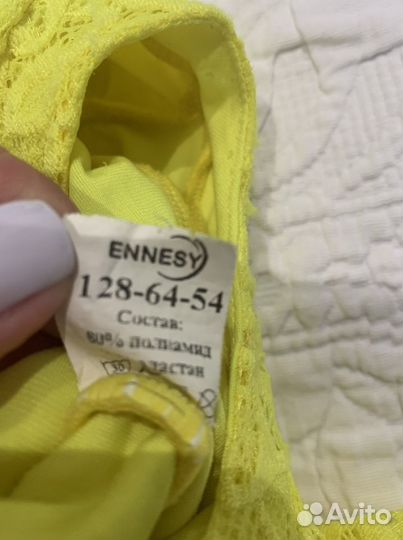 ENNESY
128-64-54
Состав:
80% полиамид
эластан
Avito